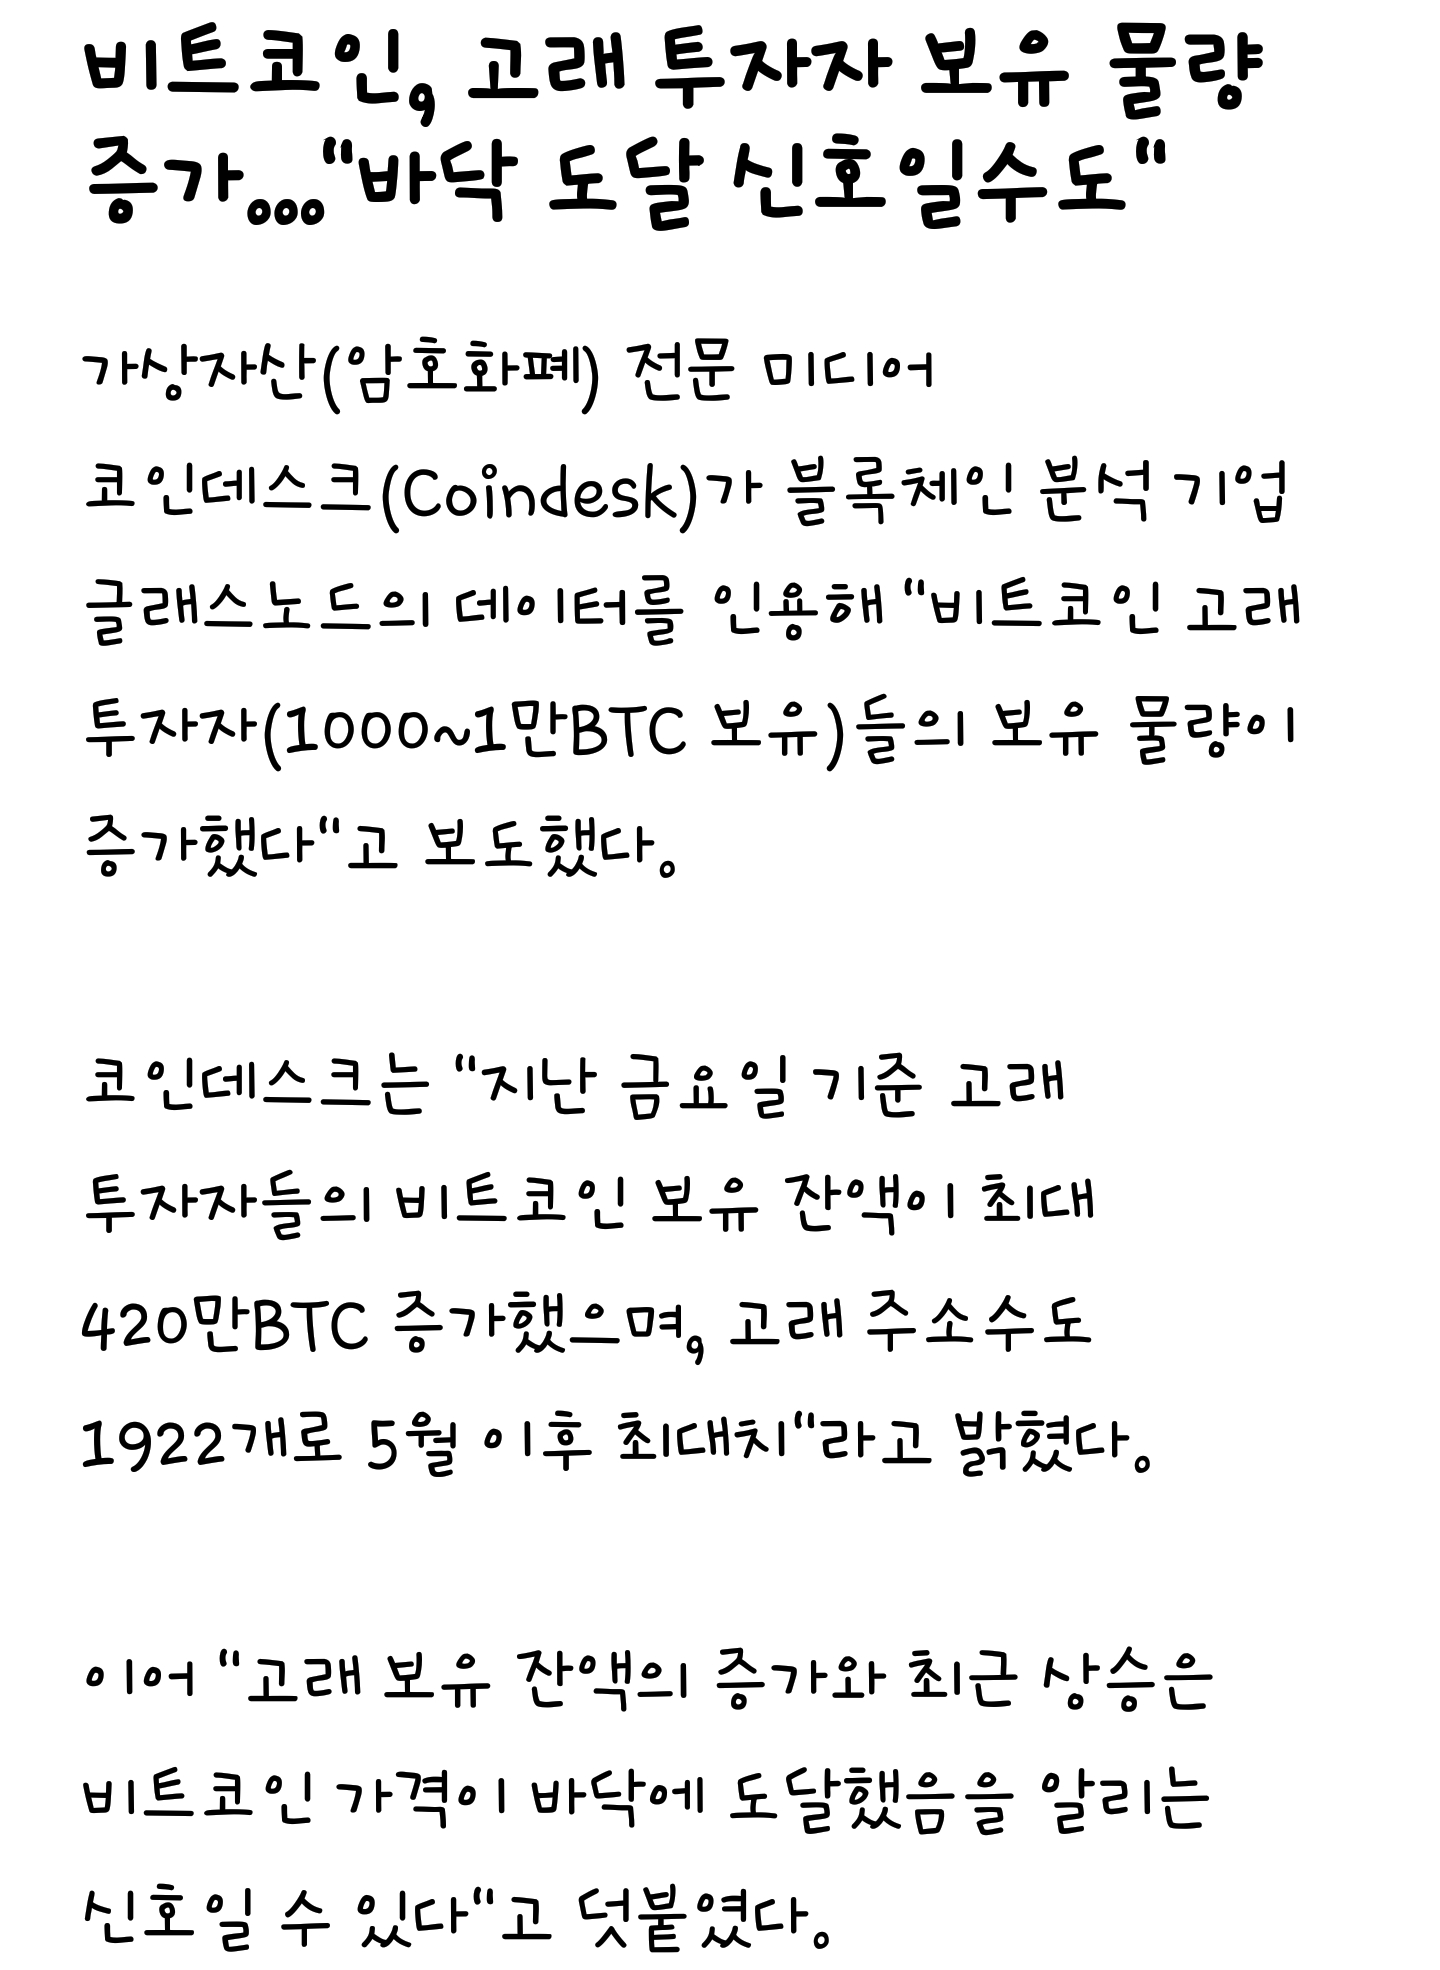 비트코인, 고래 투자자 보유 물량
증가..."바닥 도달 신호일수도"
가상자산(암호화폐) 전문 미디어
코인데스크(Coindesk)가 블록체인 분석 기업
글래스노드의 데이터를 인용해 "비트코인 고래
투자자(1000~1만BTC 보유)들의 보유 물량이
증가했다"고 보도했다.
코인데스크는 "지난 금요일 기준 고래
투자자들의 비트코인 보유 잔액이 최대
420만BTC 증가했으며, 고래 주소수도
1922개로 5월 이후 최대치"라고 밝혔다.
이어 "고래 보유 잔액의 증가와 최근 상승은
비트코인 가격이 바닥에 도달했음을 알리는
신호일 수 있다"고 덧붙였다.